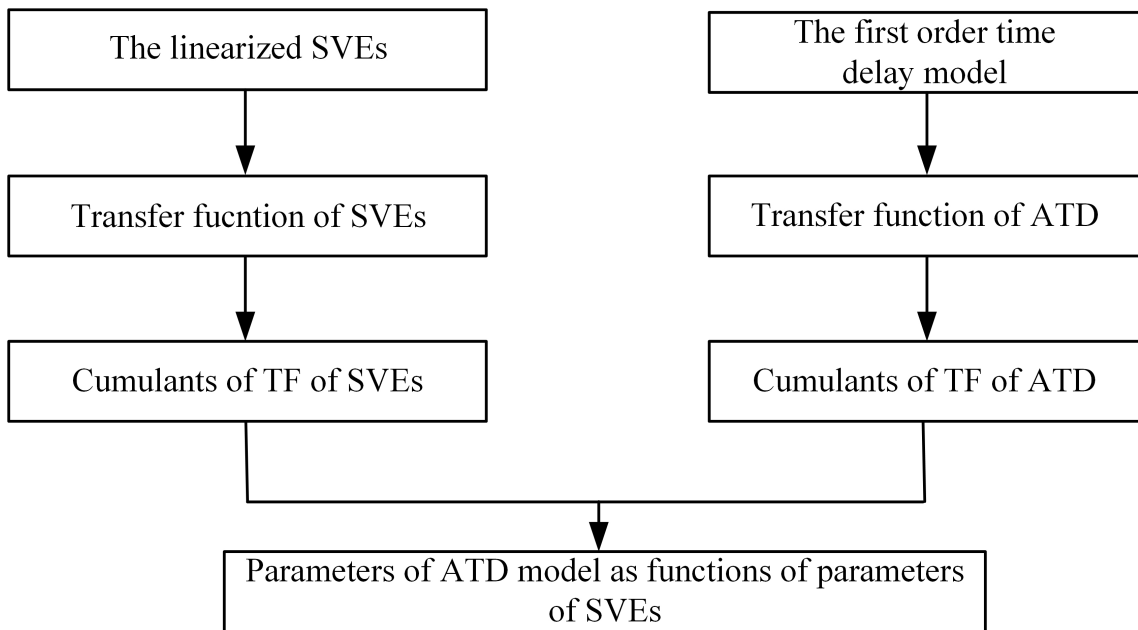 The linearized SVEs
The first order time
delay model
Transfer fucntion of SVEs
Transfer function of ATD
Cumulants of TF of SVEs
Cumulants of TF of ATD
Parameters of ATD model as functions of parameters
of SVEs